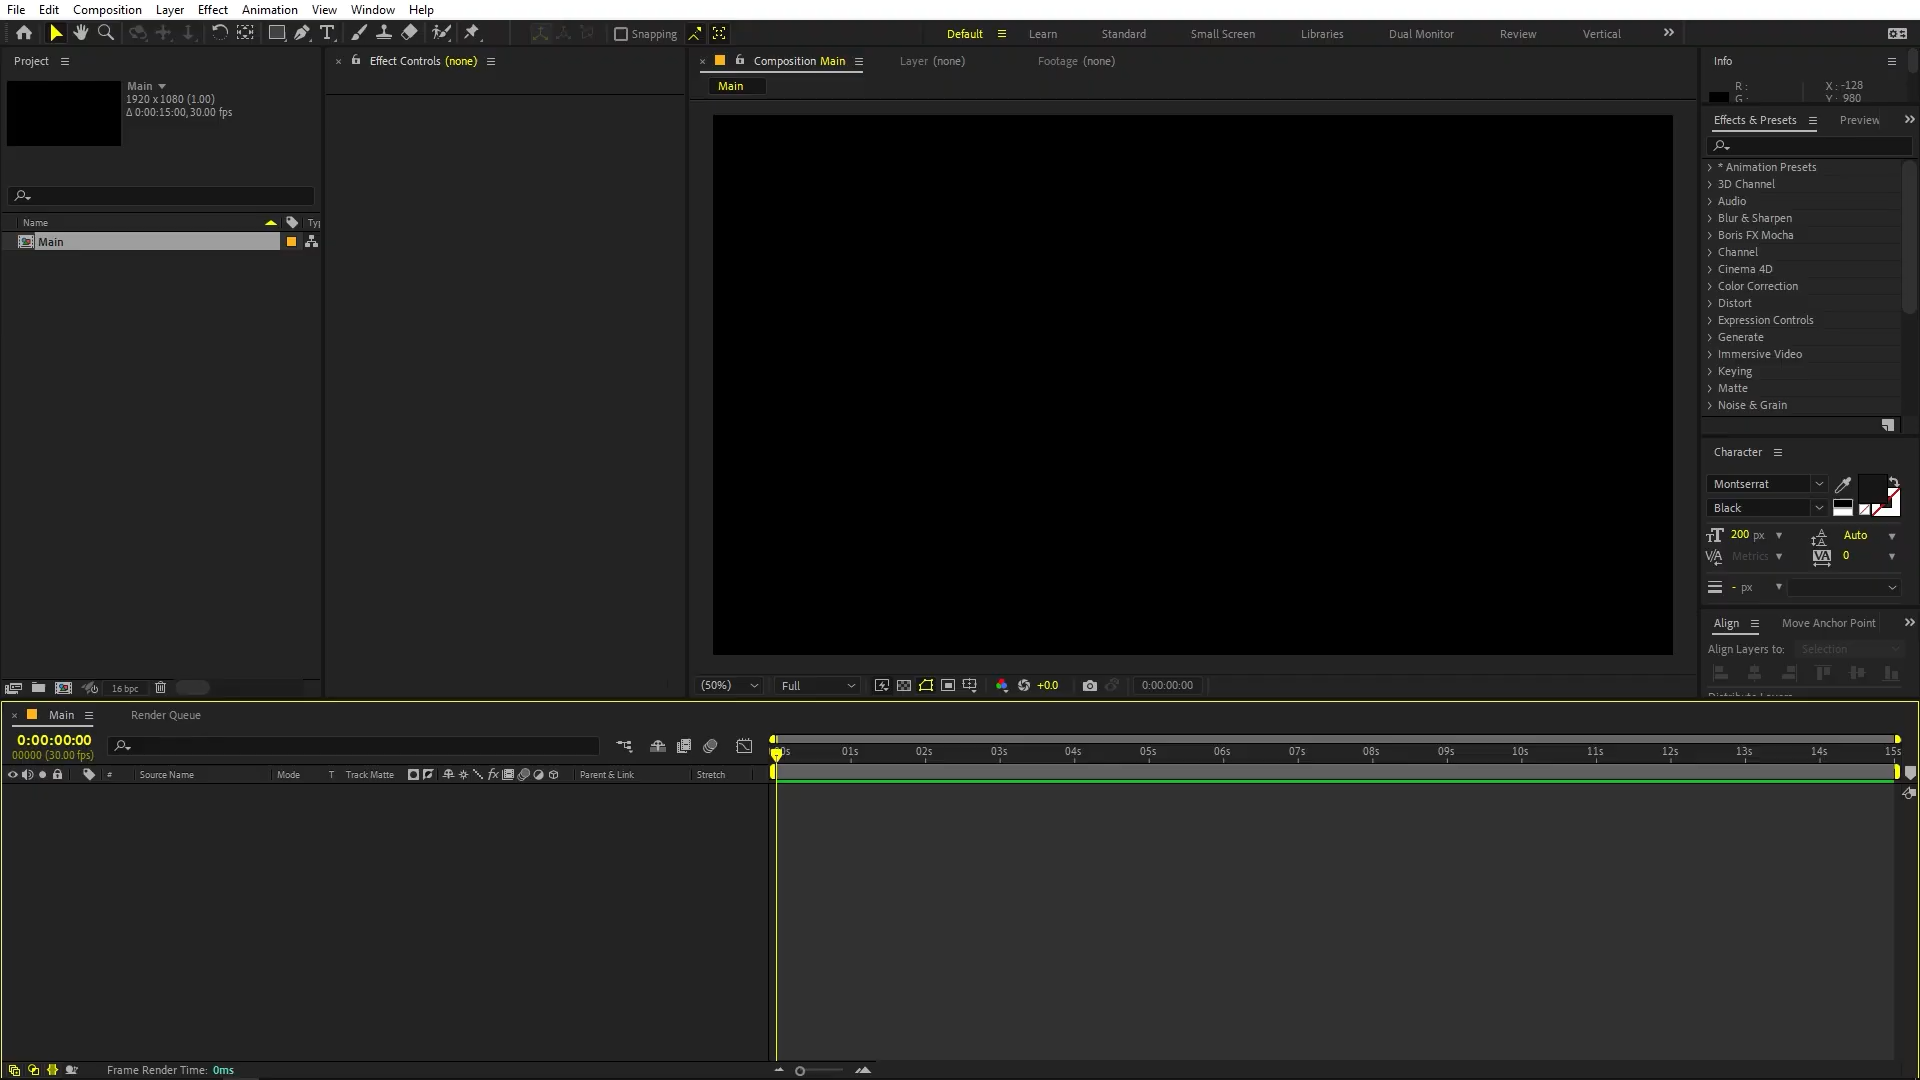 File Edit Composition Layer Effect Animation View Window Help
Snapping Default Learn Standard Small Screen Libraries Dual Monitor Review Vertical
Project
Main
1920 x 1080 (1.00)
Δ 0:00:15:00, 30.00 fps
Name Typ
Main
16 bpc
Effect Controls (none)
Composition Main Layer (none) Footage (none)
Main
(50%) Full +0.0 0:00:00:00
Info
R : X : -128
G : Y : 980
Effects & Presets Preview
* Animation Presets
3D Channel
Audio
Blur & Sharpen
Boris FX Mocha
Channel
Cinema 4D
Color Correction
Distort
Expression Controls
Generate
Immersive Video
Keying
Matte
Noise & Grain
Character
Montserrat
Black
200 px Auto
Metrics 0
- px
Align Move Anchor Point
Align Layers to: Selection
Distribute Layers
Main Render Queue
0:00:00:00
00000 (30.00 fps)
# Source Name Mode T Track Matte Parent & Link Stretch
00s 01s 02s 03s 04s 05s 06s 07s 08s 09s 10s 11s 12s 13s 14s 15s
Frame Render Time: 0ms